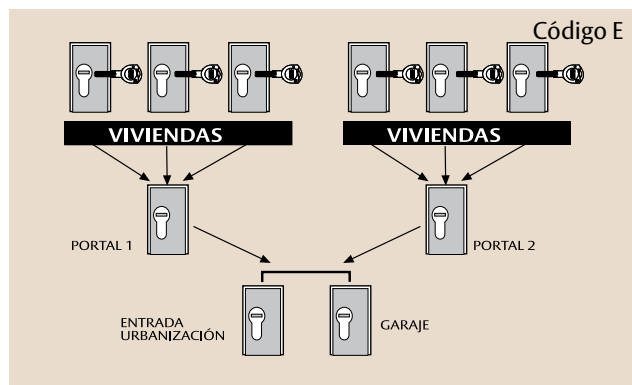 Código E
VIVIENDAS
VIVIENDAS
PORTAL 1
PORTAL 2
ENTRADA
URBANIZACIÓN
GARAJE